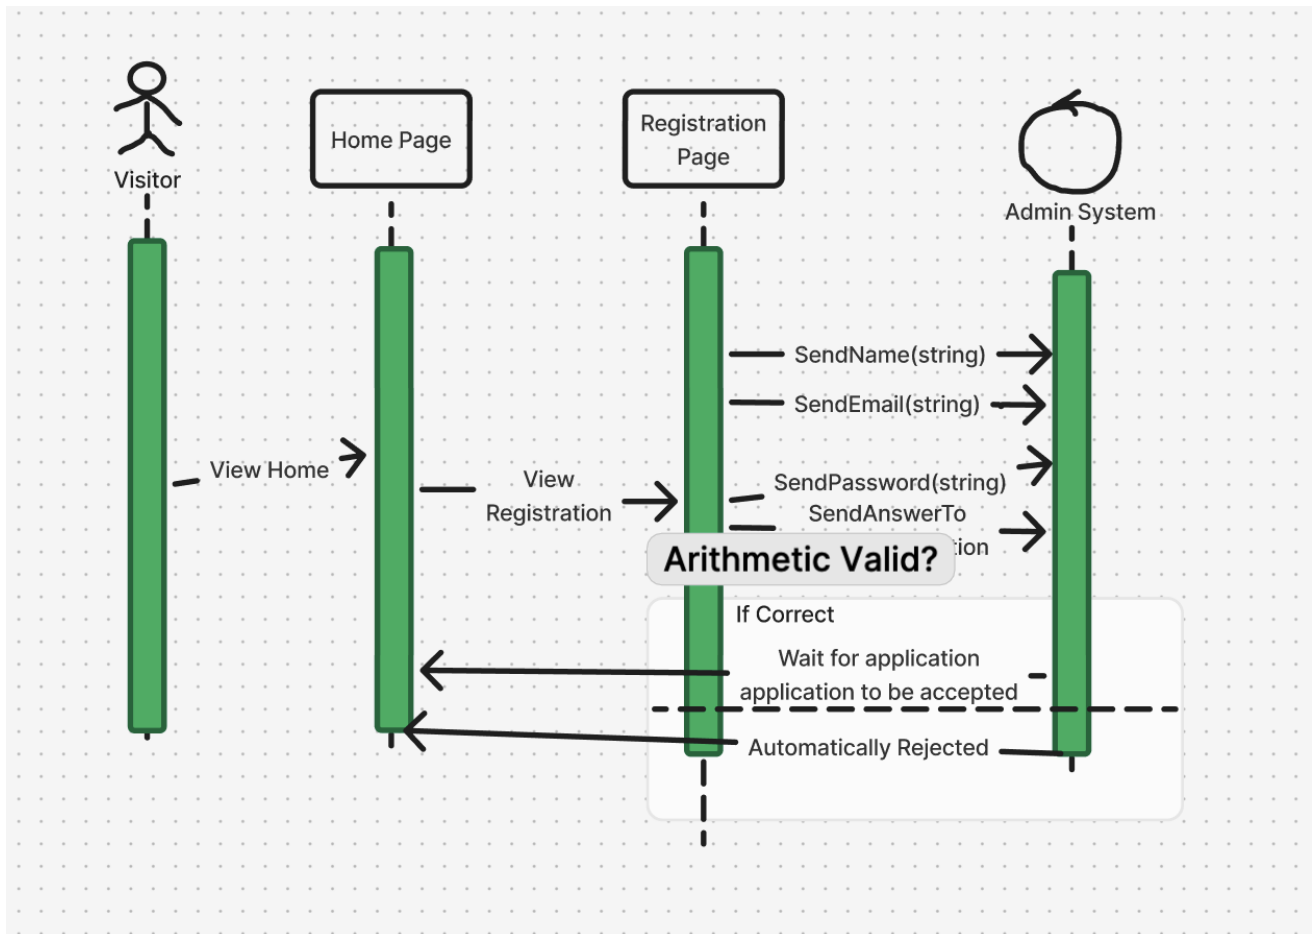 Visitor
Home Page
Registration
Page
Admin System
SendName(string)
SendEmail(string)
View Home
View
Registration
SendPassword(string)
SendAnswerTo
Arithmetic Valid?
If Correct
Wait for application
application to be accepted
Automatically Rejected